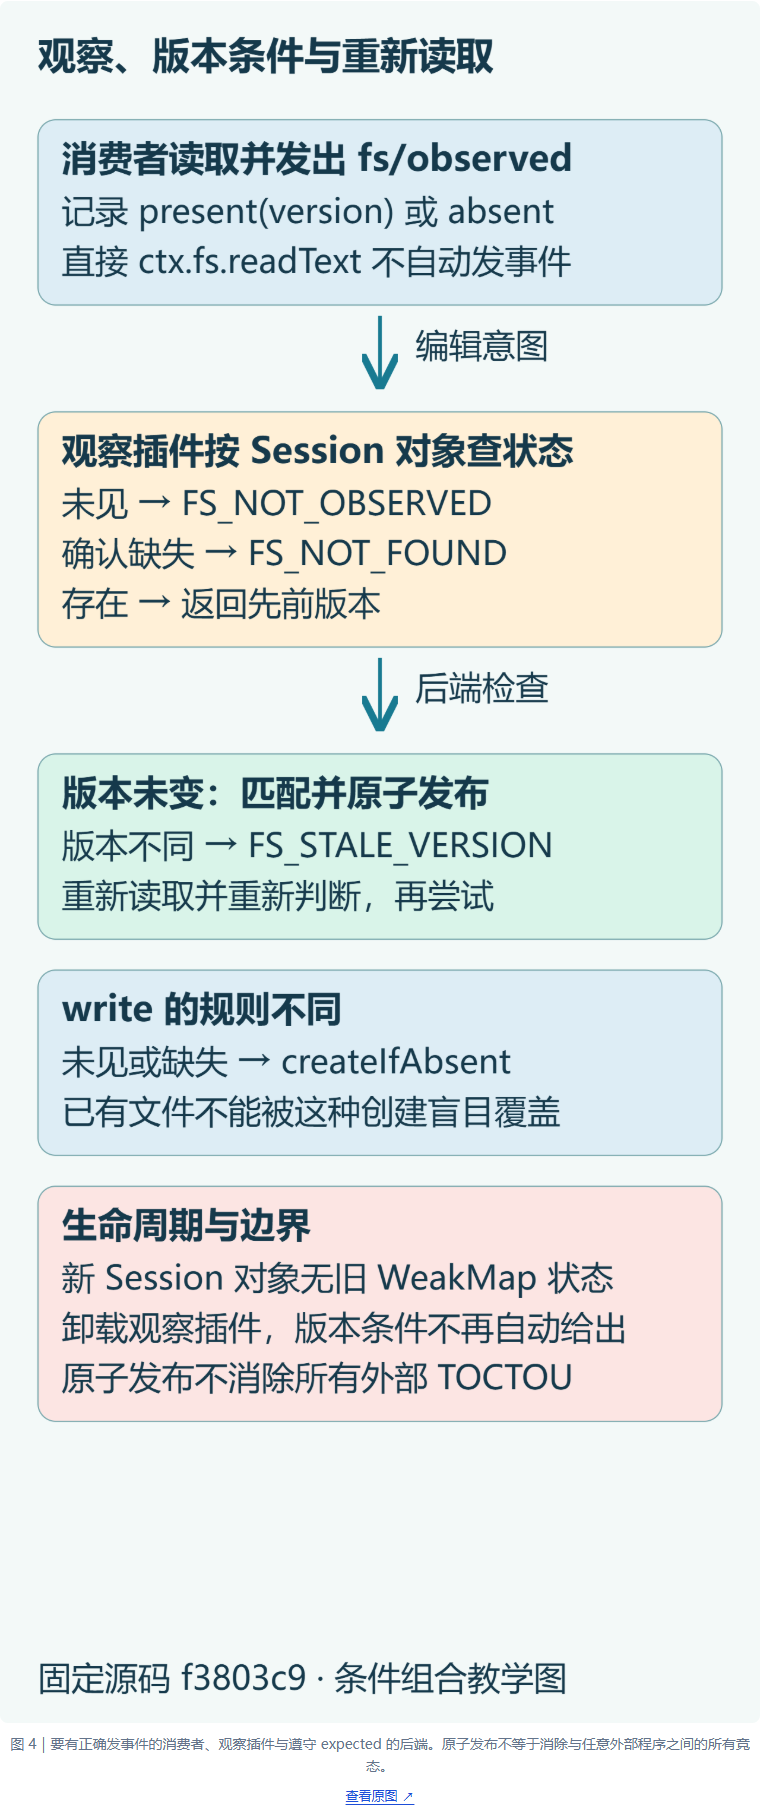 观察、版本条件与重新读取
消费者读取并发出 fs/observed
记录 present(version) 或 absent
直接 ctx.fs.readText 不自动发事件
编辑意图
观察插件按 Session 对象查状态
未见 → FS_NOT_OBSERVED
确认缺失 → FS_NOT_FOUND
存在 → 返回先前版本
后端检查
版本未变：匹配并原子发布
版本不同 → FS_STALE_VERSION
重新读取并重新判断，再尝试
write 的规则不同
未见或缺失 → createIfAbsent
已有文件不能被这种创建盲目覆盖
生命周期与边界
新 Session 对象无旧 WeakMap 状态
卸载观察插件，版本条件不再自动给出
原子发布不消除所有外部 TOCTOU
固定源码 f3803c9 · 条件组合教学图
图 4｜要有正确发事件的消费者、观察插件与遵守 expected 的后端。原子发布不等于消除与任意外部程序之间的所有竞
态。
查看原图 ↗